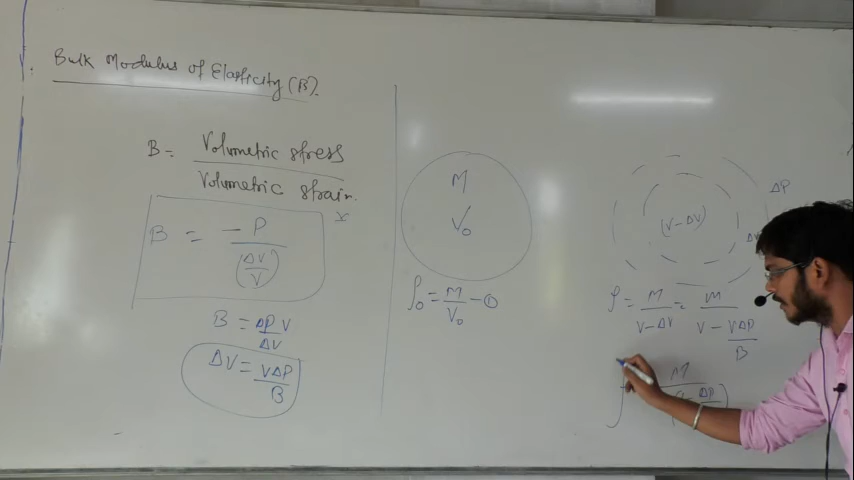 Bulk Modulus of Elasticity (B).
B = Volumetric stress
Volumetric strain.
B = - P
(ΔV/V)
B = ΔP V
ΔV
ΔV = VΔP
B
M
V₀
ρ₀ = M/V₀ - ①
ΔP
(V-ΔV)
ρ = M/V-ΔV = M/V - VΔP/B
M
ΔP